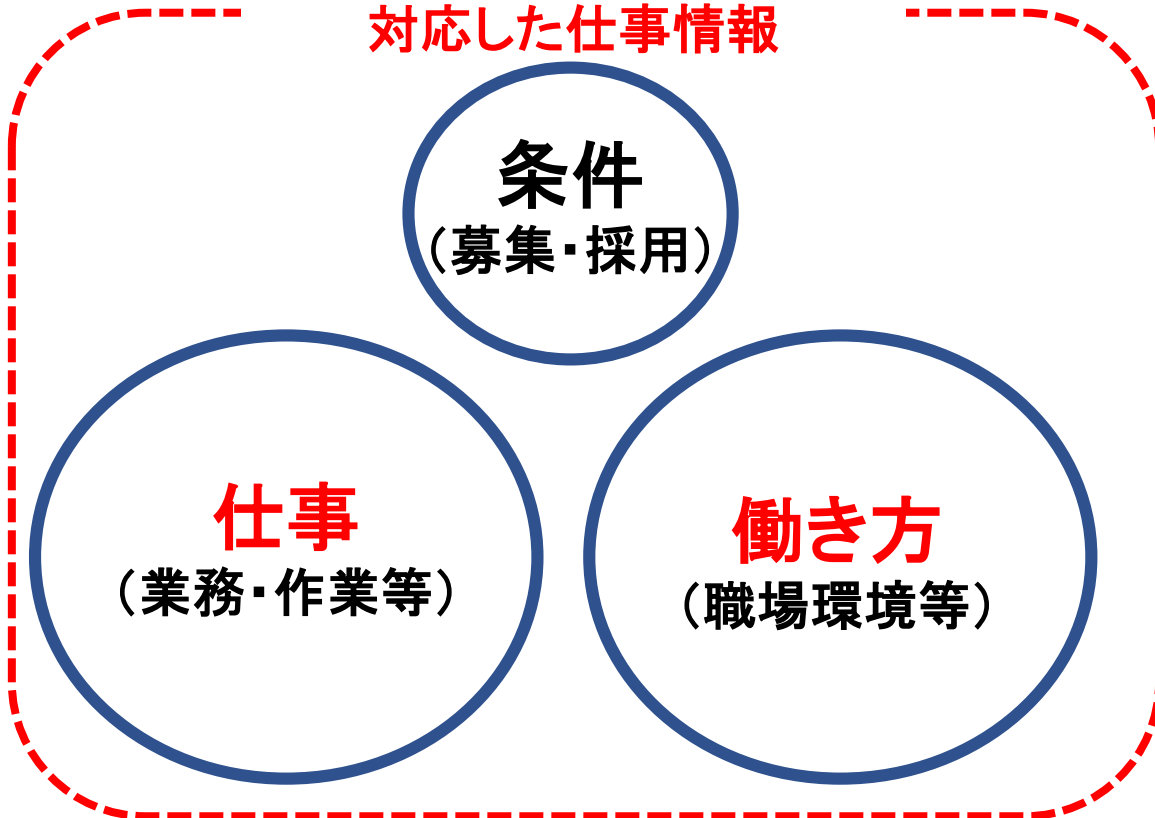 対応した仕事情報
条件
（募集・採用）
仕事
（業務・作業等）
働き方
（職場環境等）